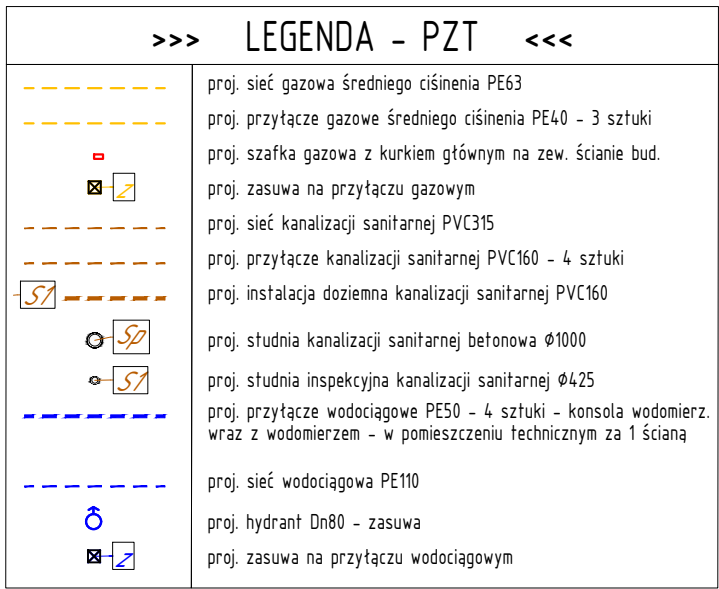 >>> LEGENDA - PZT <<<
proj. sieć gazowa średniego ciśinenia PE63
proj. przyłącze gazowe średniego ciśinenia PE40 - 3 sztuki
proj. szafka gazowa z kurkiem głównym na zew. ścianie bud.
Z proj. zasuwa na przyłączu gazowym
proj. sieć kanalizacji sanitarnej PVC315
proj. przyłącze kanalizacji sanitarnej PVC160 - 4 sztuki
S1 proj. instalacja doziemna kanalizacji sanitarnej PVC160
Sp proj. studnia kanalizacji sanitarnej betonowa Ø1000
S1 proj. studnia inspekcyjna kanalizacji sanitarnej Ø425
proj. przyłącze wodociągowe PE50 - 4 sztuki - konsola wodomierz.
wraz z wodomierzem - w pomieszczeniu technicznym za 1 ścianą
proj. sieć wodociągowa PE110
proj. hydrant Dn80 - zasuwa
Z proj. zasuwa na przyłączu wodociągowym